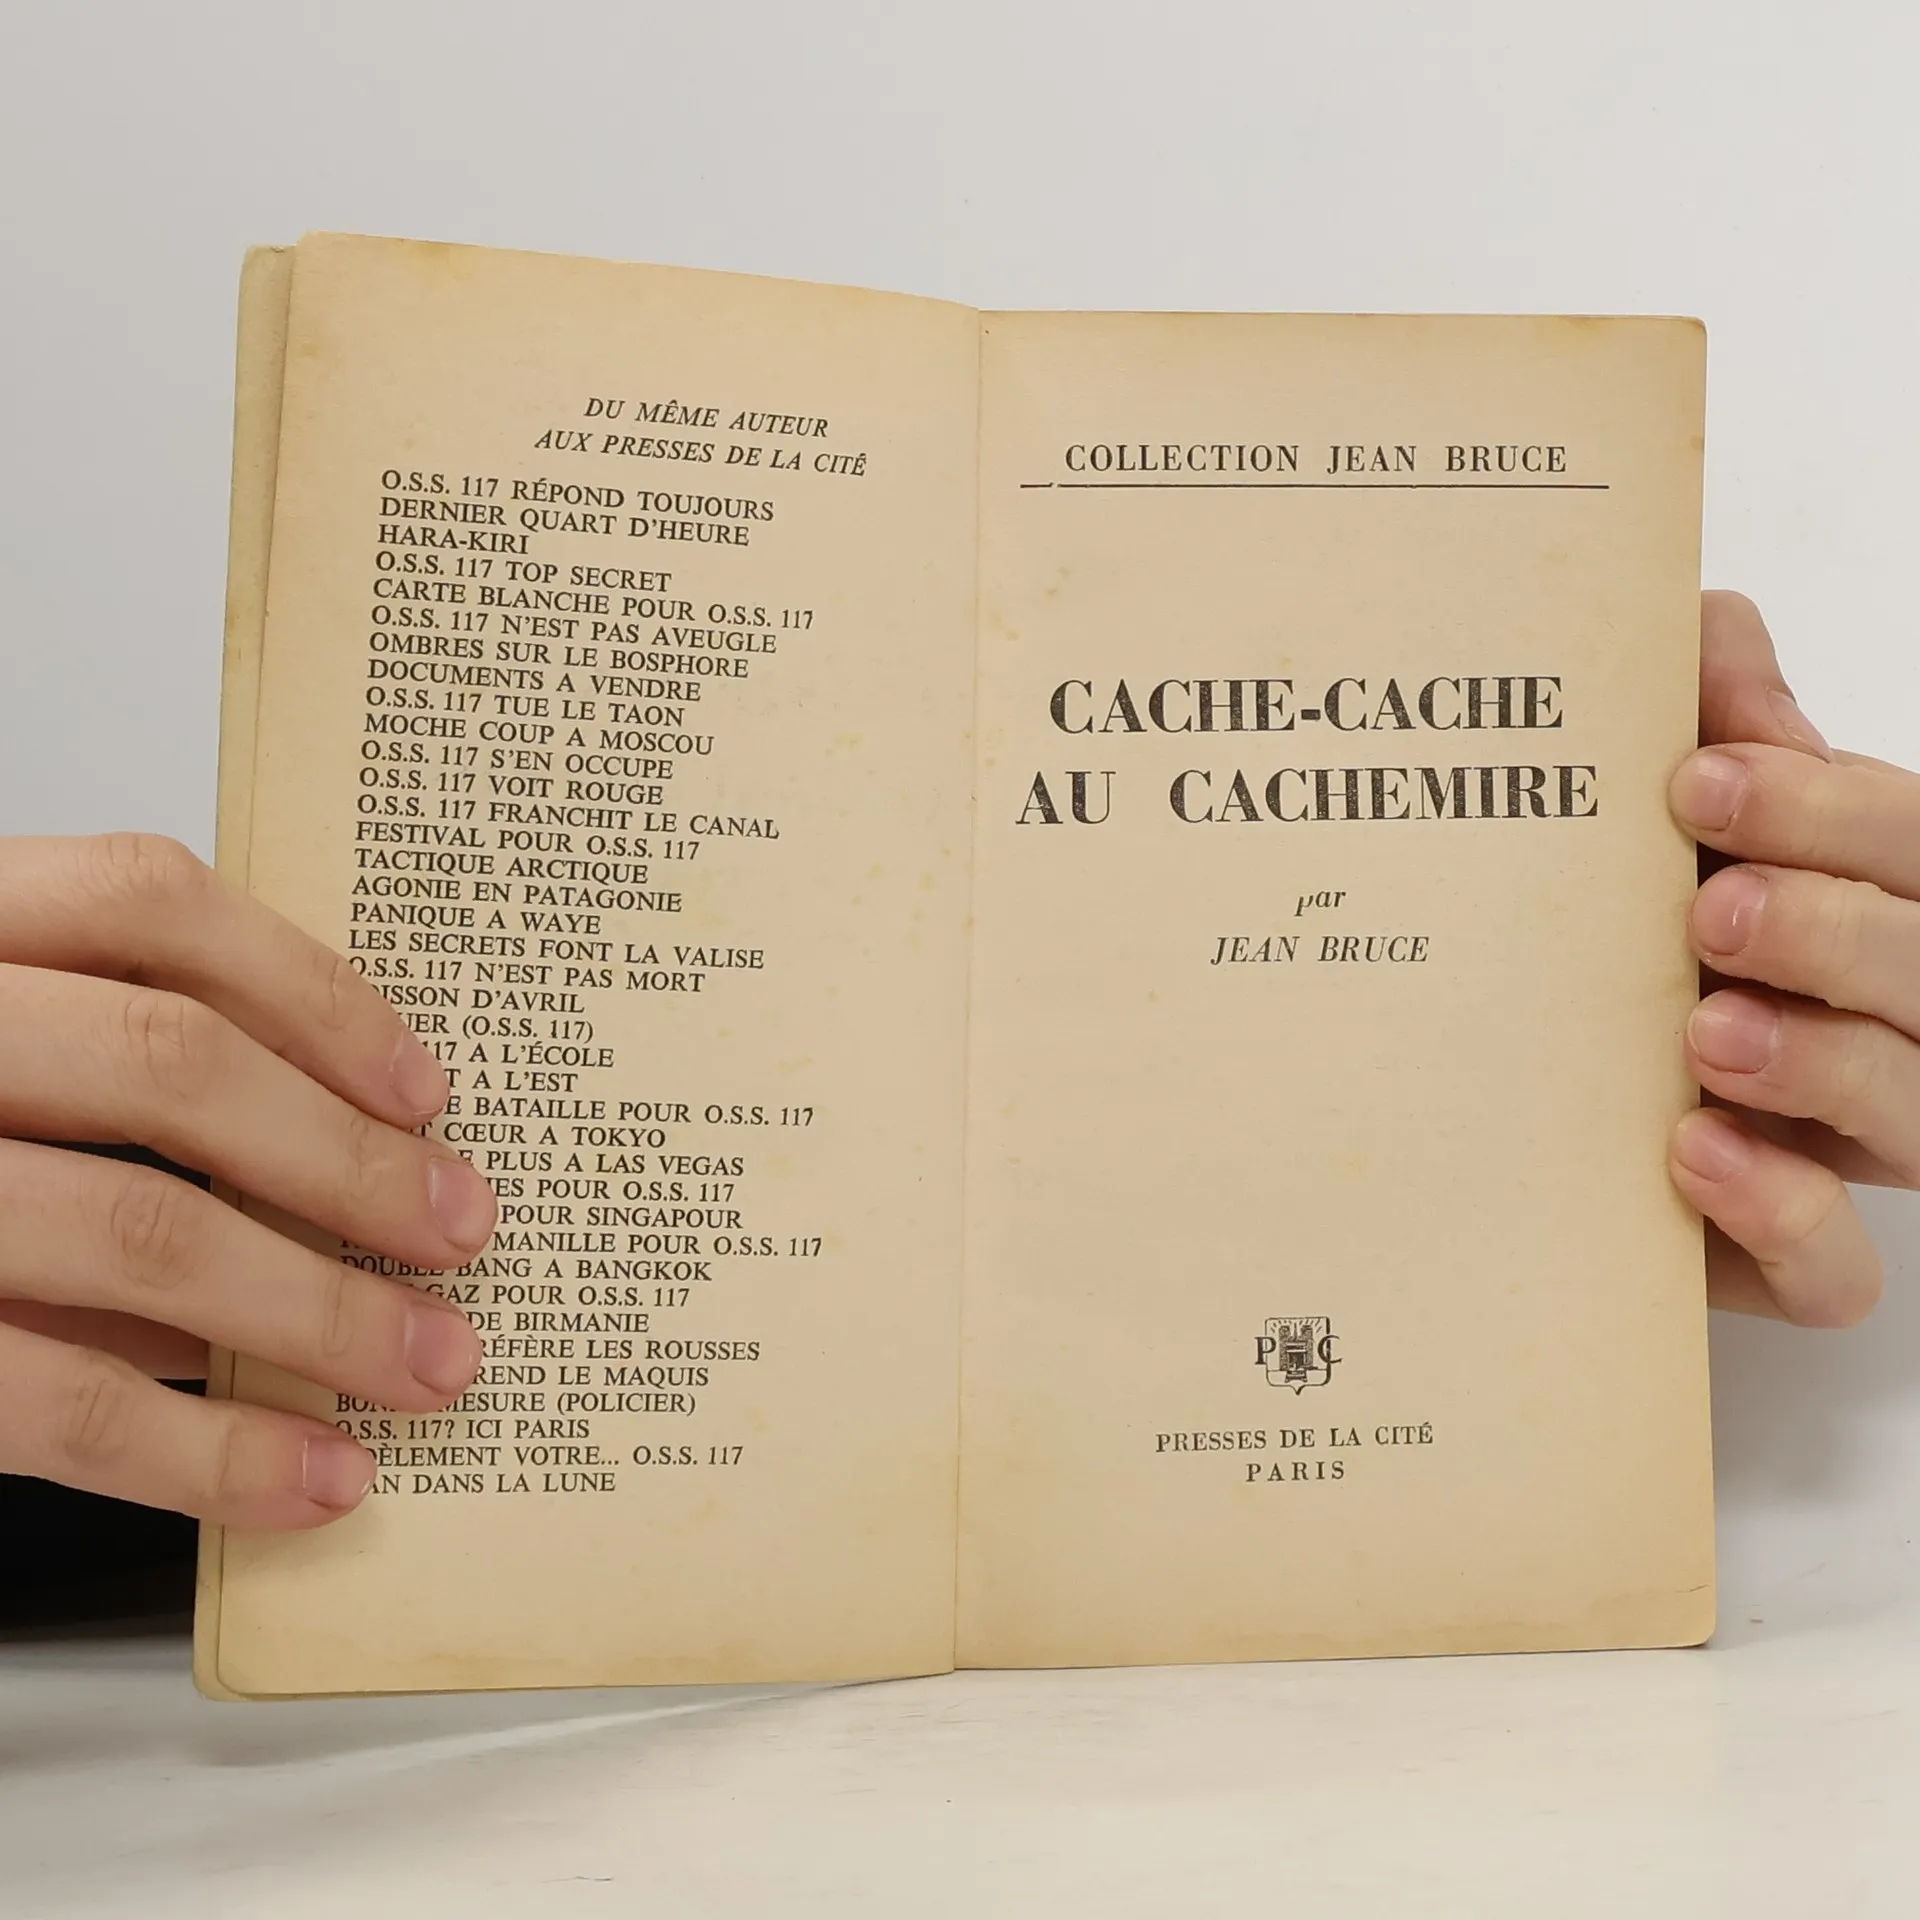 DU MÊME AUTEUR
AUX PRESSES DE LA CITÉ
O.S.S. 117 RÉPOND TOUJOURS
DERNIER QUART D'HEURE
HARA-KIRI
O.S.S. 117 TOP SECRET
CARTE BLANCHE POUR O.S.S. 117
O.S.S. 117 N'EST PAS AVEUGLE
OMBRES SUR LE BOSPHORE
DOCUMENTS A VENDRE
O.S.S. 117 TUE LE TAON
MOCHE COUP A MOSCOU
O.S.S. 117 S'EN OCCUPE
O.S.S. 117 VOIT ROUGE
O.S.S. 117 FRANCHIT LE CANAL
FESTIVAL POUR O.S.S. 117
TACTIQUE ARCTIQUE
AGONIE EN PATAGONIE
PANIQUE A WAYE
LES SECRETS FONT LA VALISE
O.S.S. 117 N'EST PAS MORT
D'AVRIL
(O.S.S. 117)
117 A L'ÉCOLE
A L'EST
BATAILLE POUR O.S.S. 117
CŒUR A TOKYO
PLUS A LAS VEGAS
POUR O.S.S. 117
POUR SINGAPOUR
MANILLE POUR O.S.S. 117
DOUBLE BANG A BANGKOK
GAZ POUR O.S.S. 117
DE BIRMANIE
LES ROUSSES
LE MAQUIS
(POLICIER)
O.S.S. 117? ICI PARIS
VOTRE... O.S.S. 117
DANS LA LUNE
COLLECTION JEAN BRUCE
CACHE-CACHE
AU CACHEMIRE
par
JEAN BRUCE
P C
PRESSES DE LA CITÉ
PARIS